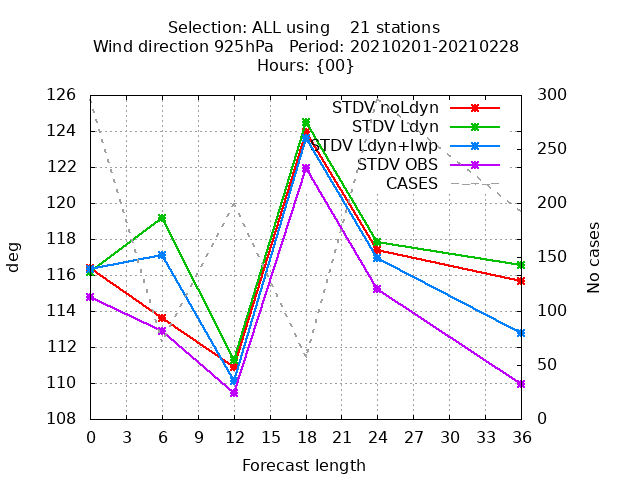 Selection: ALL using    21 stations
Wind direction 925hPa   Period: 20210201-20210228
Hours: {00}
126 300
STDV noLdyn
124
STDV Ldyn
250
STDV Ldyn+lwp
122
STDV OBS
CASES
120 200
118
150
116
114 100
112
50
110
108 0
deg
No cases
0 3 6 9 12 15 18 21 24 27 30 33 36
Forecast length